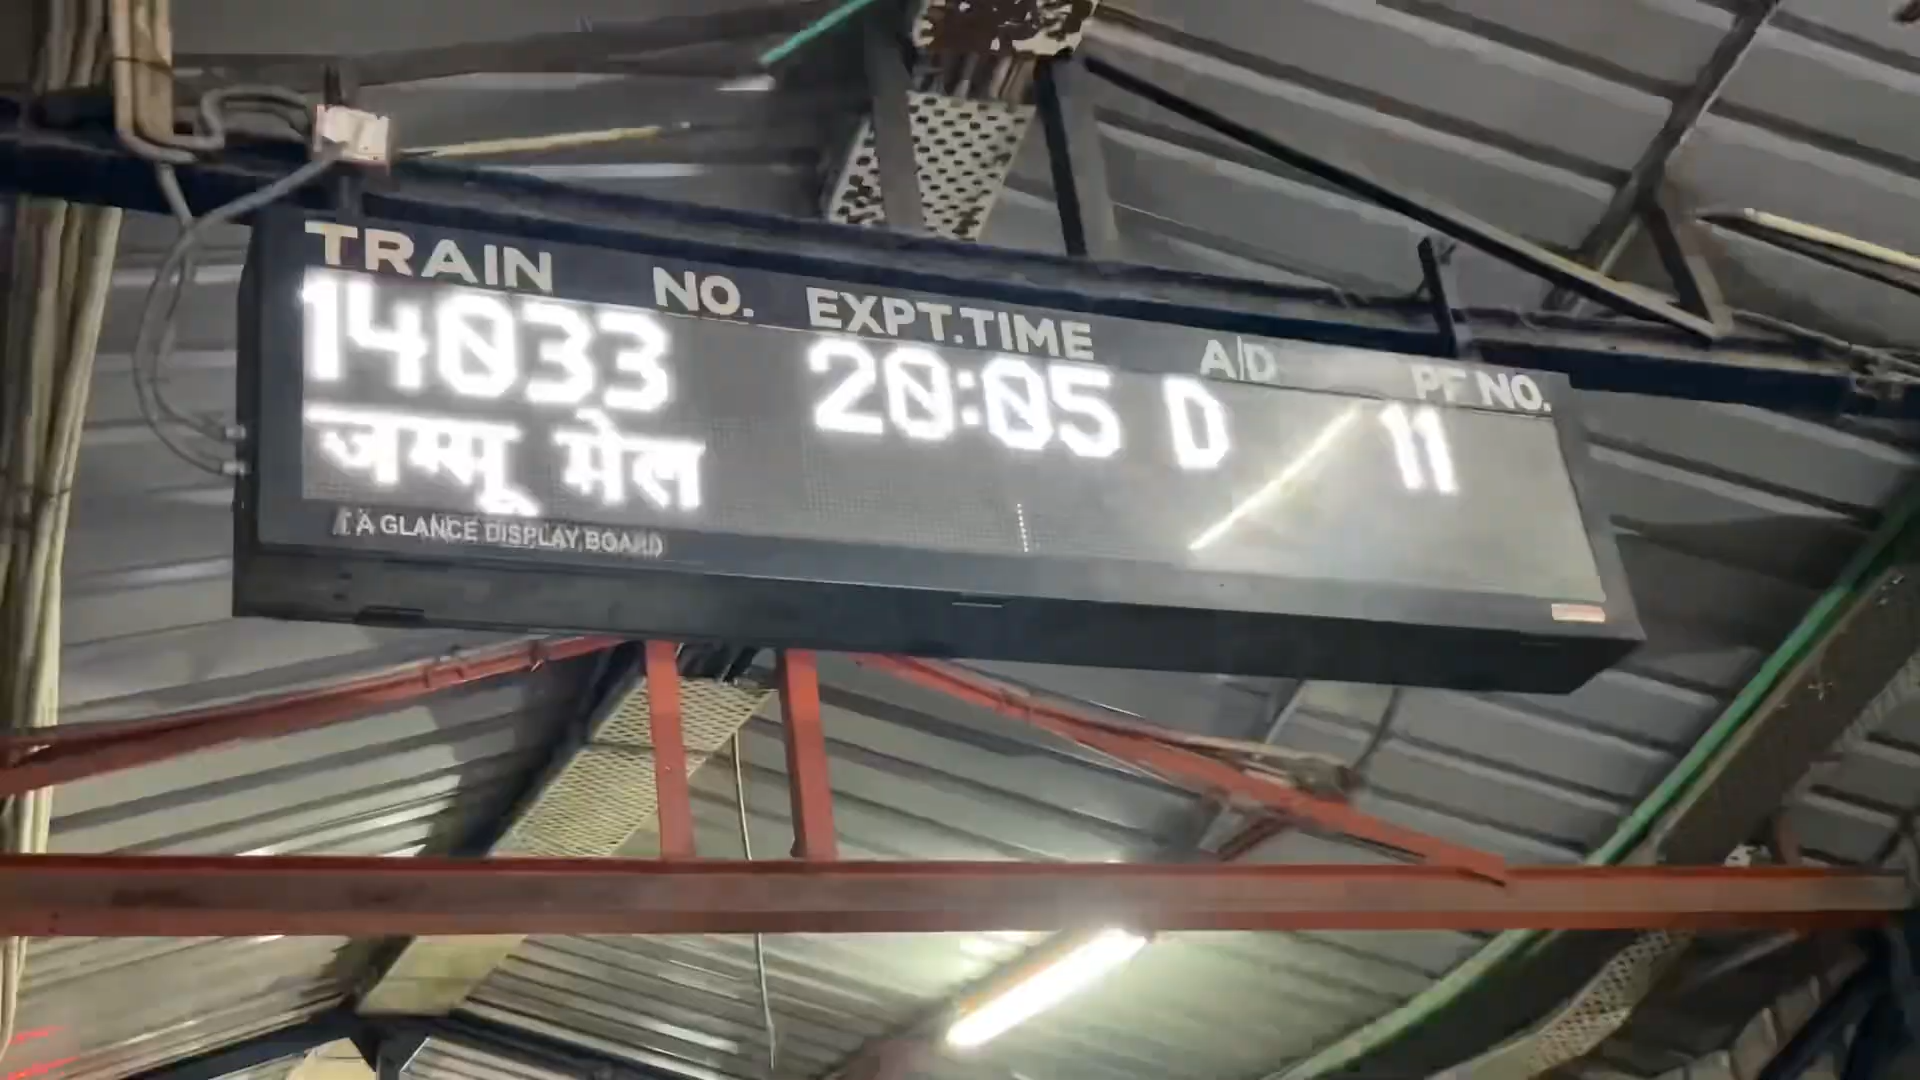 TRAIN NO. EXPT.TIME A/D PF NO.
14033 20:05 D 11
जम्मू मेल
A GLANCE DISPLAY BOARD